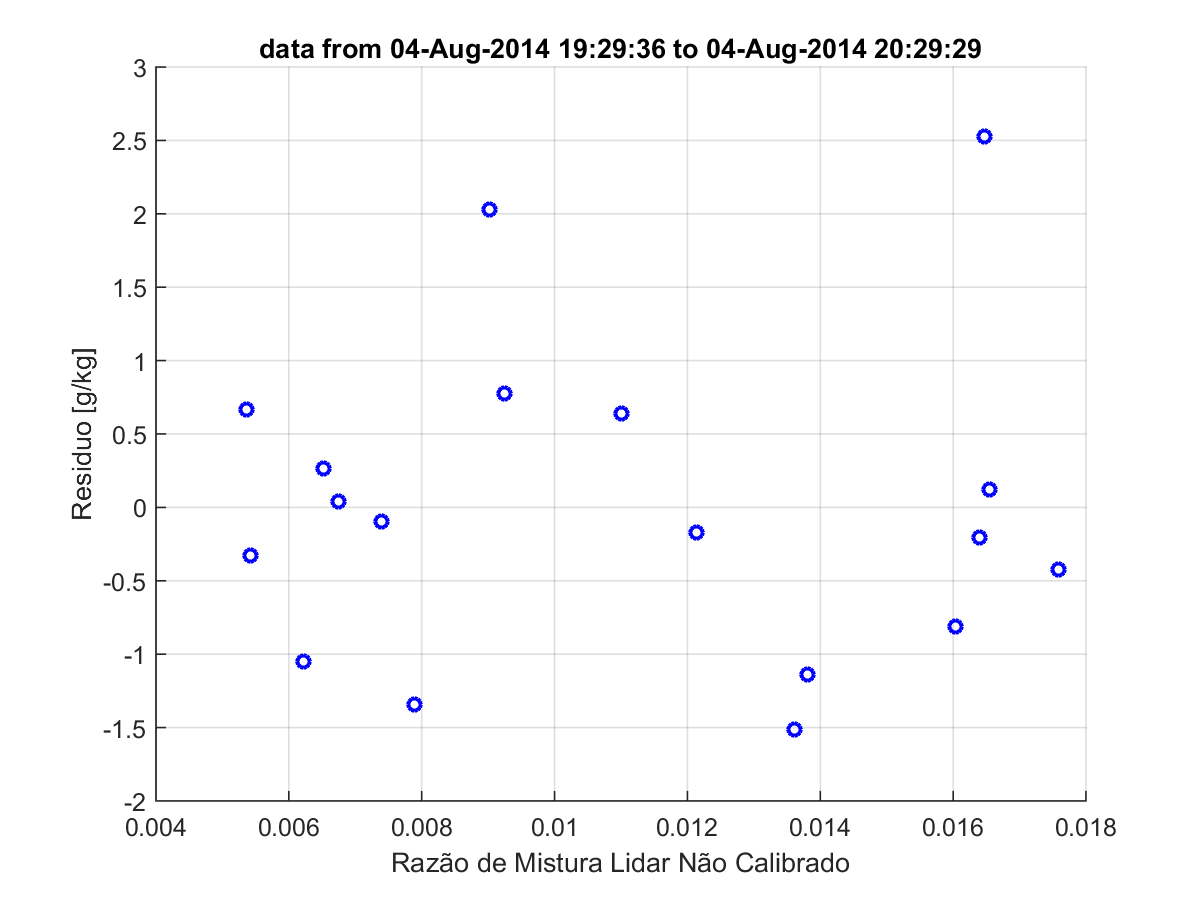 data from 04-Aug-2014 19:29:36 to 04-Aug-2014 20:29:29
3
2.5
2
1.5
1
0.5
0
-0.5
-1
-1.5
-2
Residuo [g/kg]
0.004 0.006 0.008 0.01 0.012 0.014 0.016 0.018
Razão de Mistura Lidar Não Calibrado